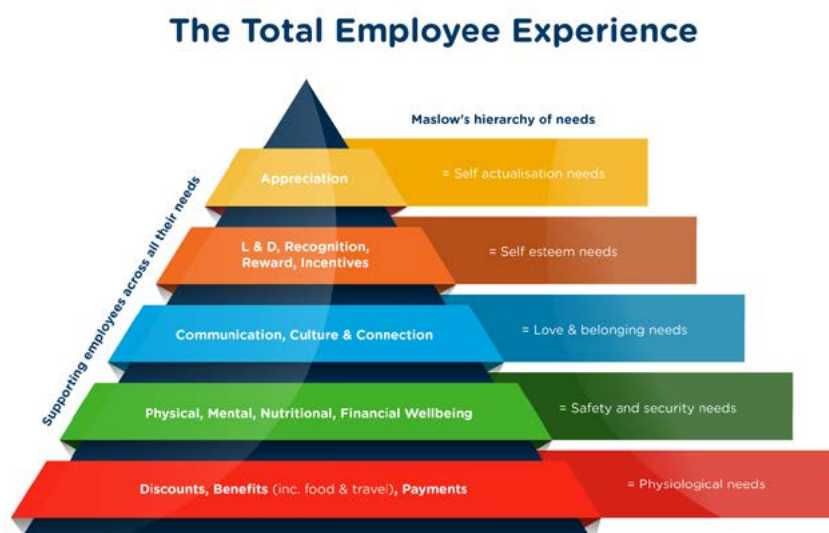 The Total Employee Experience
Maslow's hierarchy of needs
Supporting employees across all their needs
Appreciation
= Self actualisation needs
L & D, Recognition,
Reward, Incentives
= Self esteem needs
Communication, Culture & Connection
= Love & belonging needs
Physical, Mental, Nutritional, Financial Wellbeing
= Safety and security needs
Discounts, Benefits (inc. food & travel), Payments
= Physiological needs